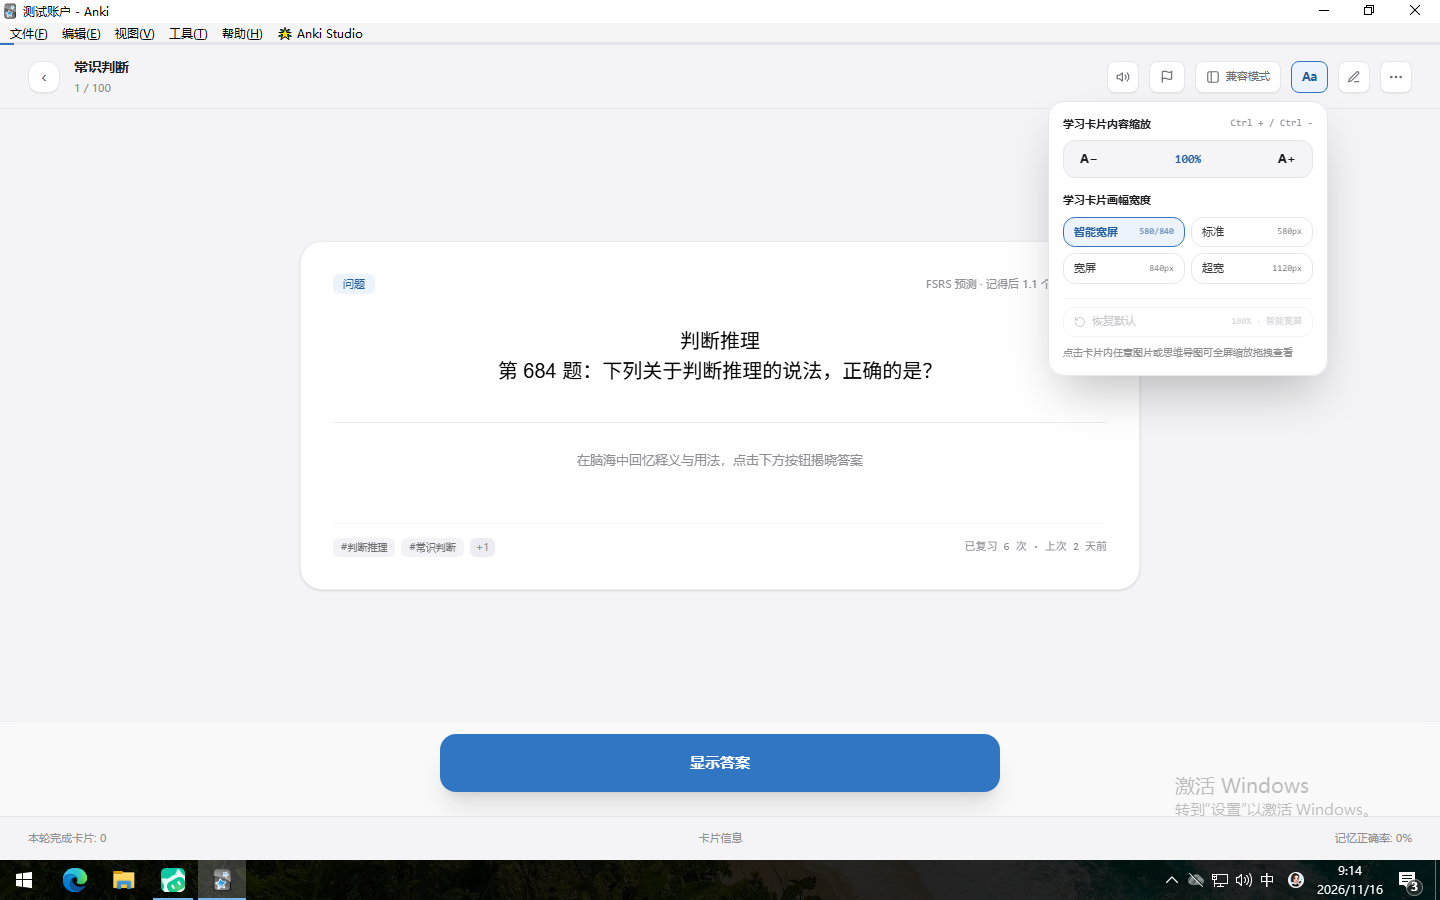 测试账户 - Anki
文件(F) 编辑(E) 视图(V) 工具(T) 帮助(H) Anki Studio
常识判断
1 / 100
兼容模式
Aa
学习卡片内容缩放 Ctrl + / Ctrl -
A− 100% A+
学习卡片画幅宽度
智能宽屏 580/840 标准 580px
宽屏 840px 超宽 1120px
恢复默认 100% · 智能宽屏
点击卡片内任意图片或思维导图可全屏缩放拖拽查看
问题 FSRS 预测 · 记得后 1.1 个
判断推理
第 684 题：下列关于判断推理的说法，正确的是？
在脑海中回忆释义与用法，点击下方按钮揭晓答案
#判断推理 #常识判断 +1 已复习 6 次 · 上次 2 天前
显示答案
激活 Windows
转到"设置"以激活 Windows。
本轮完成卡片: 0 卡片信息 记忆正确率: 0%
中
9:14
2026/11/16
3